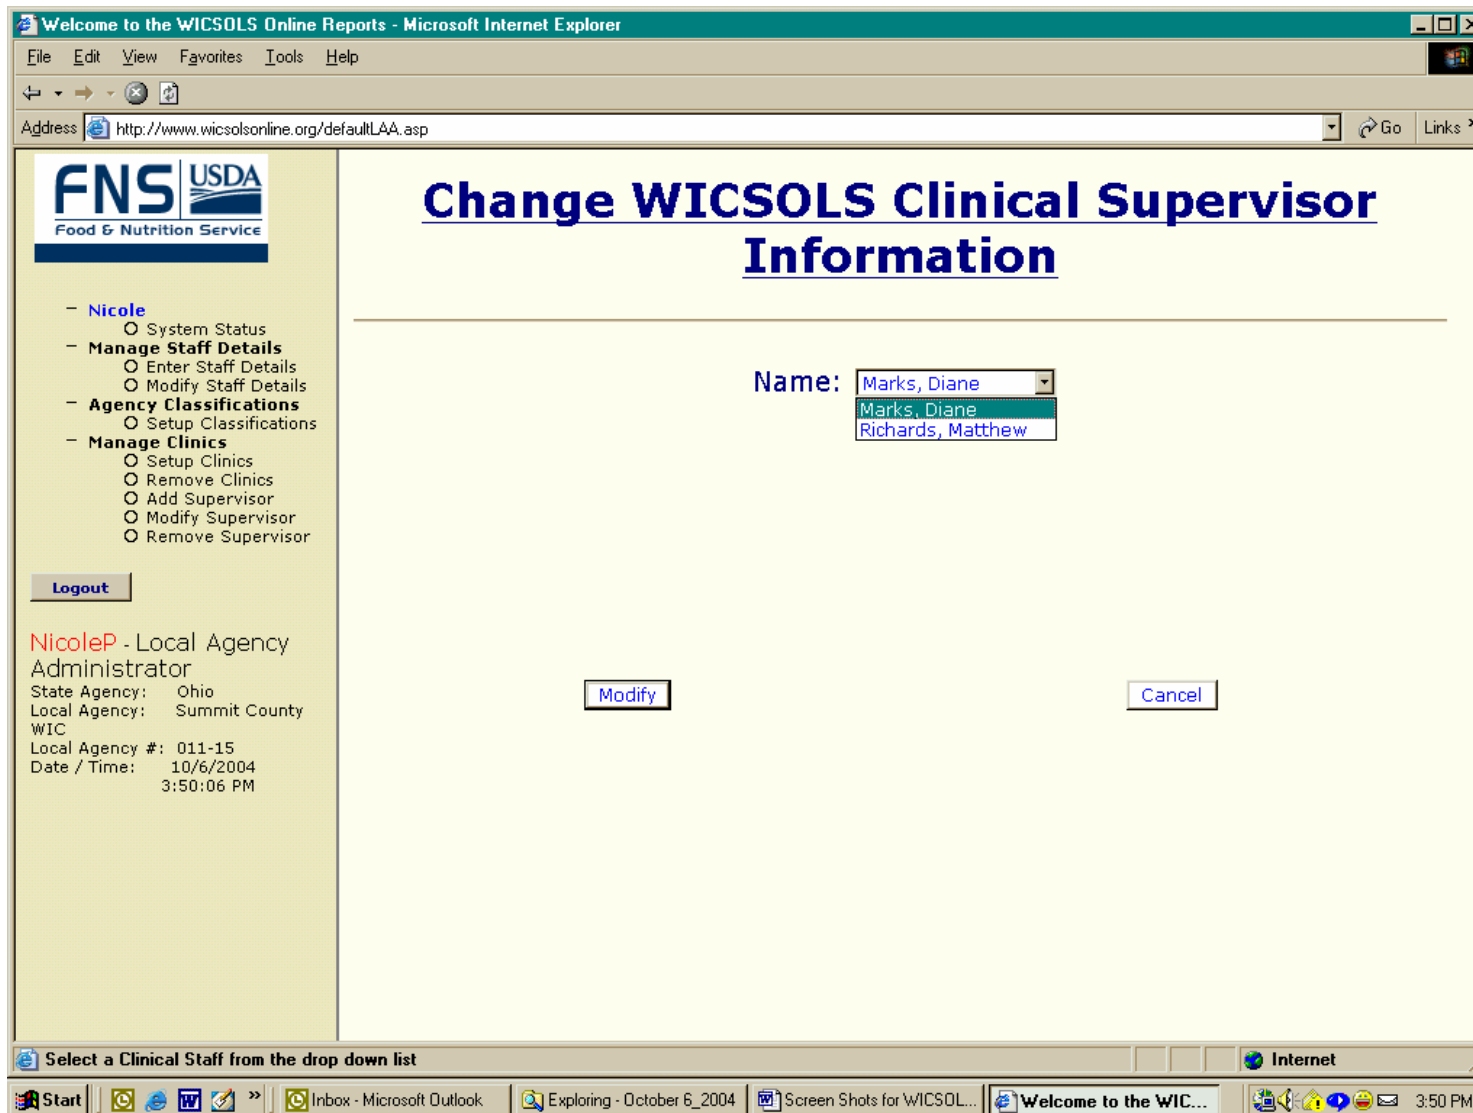 Welcome to the WICSOLS Online Reports - Microsoft Internet Explorer
File Edit View Favorites Tools Help
Address http://www.wicsolsonline.org/defaultLAA.asp Go Links
FNS USDA
Food & Nutrition Service
Change WICSOLS Clinical Supervisor
Information
Nicole
System Status
Manage Staff Details
Enter Staff Details
Modify Staff Details
Agency Classifications
Setup Classifications
Manage Clinics
Setup Clinics
Remove Clinics
Add Supervisor
Modify Supervisor
Remove Supervisor
Logout
NicoleP - Local Agency
Administrator
State Agency: Ohio
Local Agency: Summit County
WIC
Local Agency #: 011-15
Date / Time: 10/6/2004
3:50:06 PM
Name: Marks, Diane
Marks, Diane
Richards, Matthew
Modify Cancel
Select a Clinical Staff from the drop down list Internet
Start Inbox - Microsoft Outlook Exploring - October 6_2004 Screen Shots for WICSOL... Welcome to the WIC... 3:50 PM